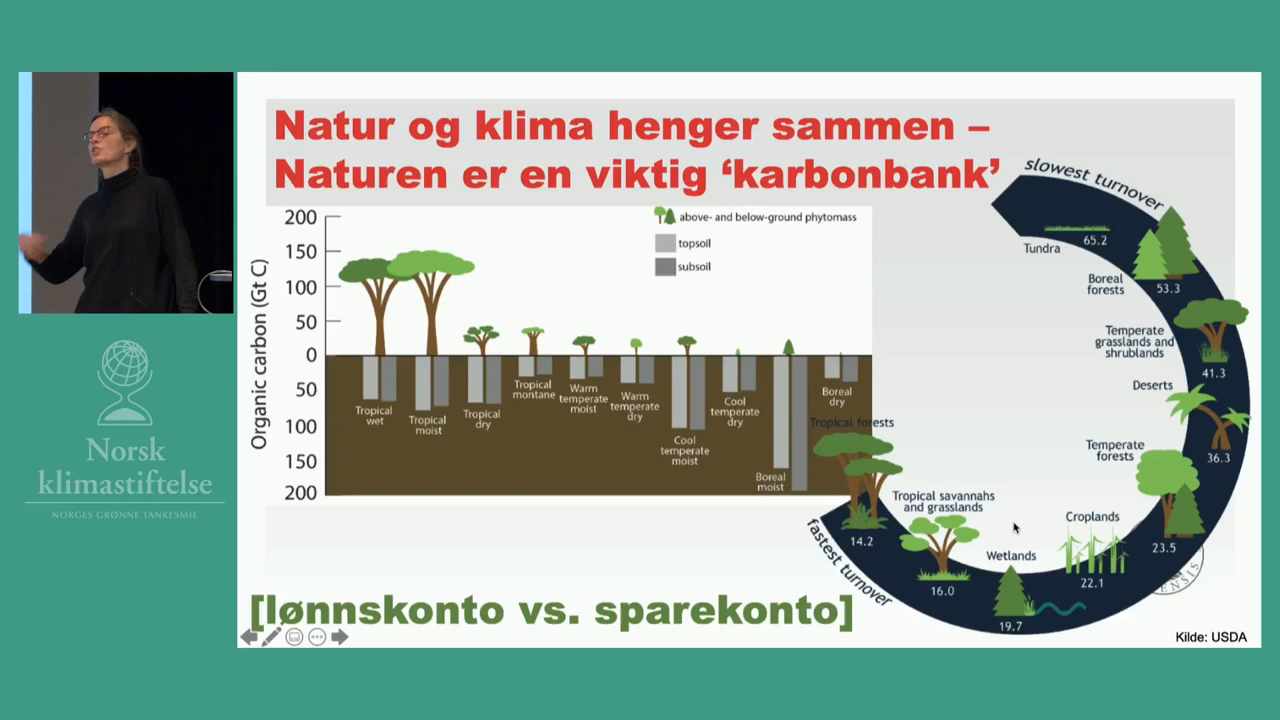 Natur og klima henger sammen –
Naturen er en viktig ‘karbonbank’
Organic carbon (Gt C)
200
150
100
50
0
50
100
150
200
above- and below-ground phytomass
topsoil
subsoil
Tropical
wet
Tropical
moist
Tropical
dry
Tropical
montane
Warm
temperate
moist
Warm
temperate
dry
Cool
temperate
moist
Cool
temperate
dry
Boreal
moist
Boreal
dry
slowest turnover
Tundra
65.2
Boreal
forests
53.3
Temperate
grasslands and
shrublands
41.3
Deserts
36.3
Temperate
forests
23.5
Croplands
22.1
Wetlands
19.7
Tropical savannahs
and grasslands
16.0
Tropical forests
14.2
fastest turnover
[lønnskonto vs. sparekonto]
ENSIS
Kilde: USDA
Norsk
klimastiftelse
NORGES GRØNNE TANKESMIE